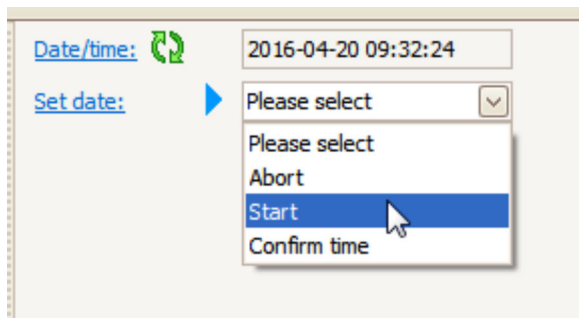 Date/time: 2016-04-20 09:32:24
Set date: Please select
Please select
Abort
Start
Confirm time